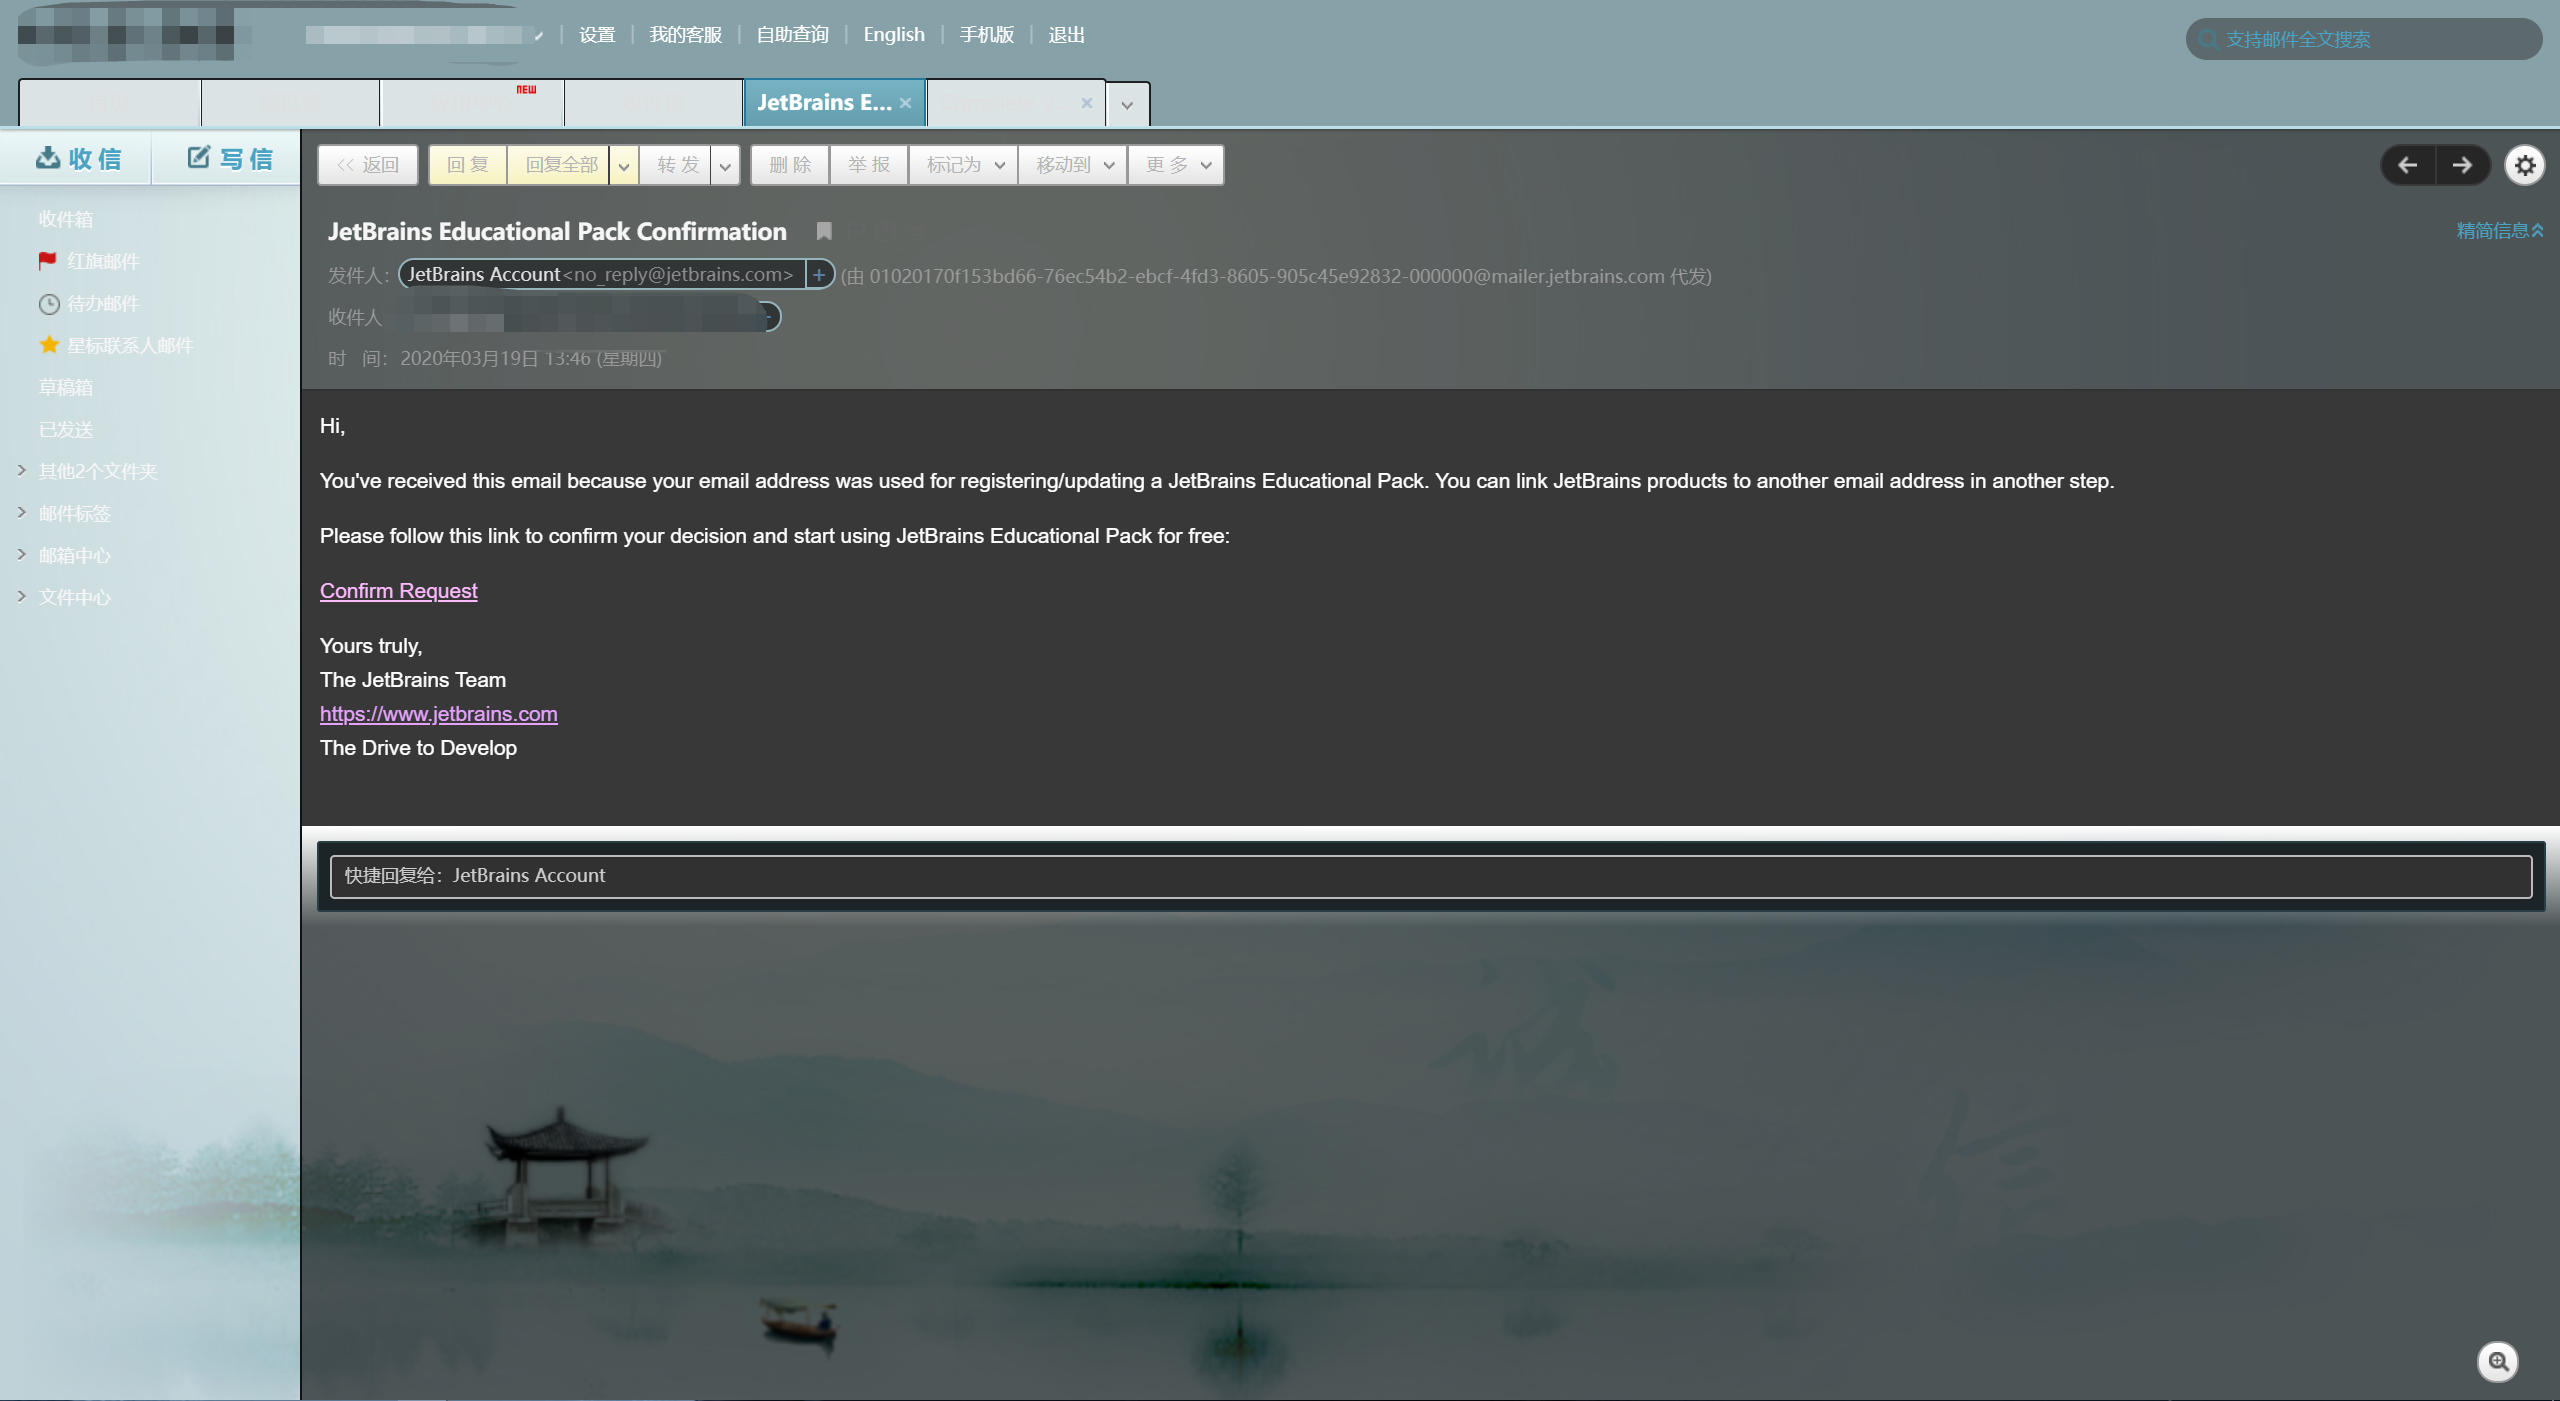 设置 | 我的客服 | 自助查询 | English | 手机版 | 退出
支持邮件全文搜索
NEW
JetBrains E... ×
收信 写信
<< 返回 回复 回复全部 转发 删除 举报 标记为 移动到 更多
收件箱
红旗邮件
待办邮件
星标联系人邮件
草稿箱
已发送
其他2个文件夹
邮件标签
邮箱中心
文件中心
JetBrains Educational Pack Confirmation
精简信息
发件人： JetBrains Account<no_reply@jetbrains.com> + (由 01020170f153bd66-76ec54b2-ebcf-4fd3-8605-905c45e92832-000000@mailer.jetbrains.com 代发)
收件人
时 间： 2020年03月19日 13:46 (星期四)
Hi,
You've received this email because your email address was used for registering/updating a JetBrains Educational Pack. You can link JetBrains products to another email address in another step.
Please follow this link to confirm your decision and start using JetBrains Educational Pack for free:
Confirm Request
Yours truly,
The JetBrains Team
https://www.jetbrains.com
The Drive to Develop
快捷回复给：JetBrains Account
诚
信